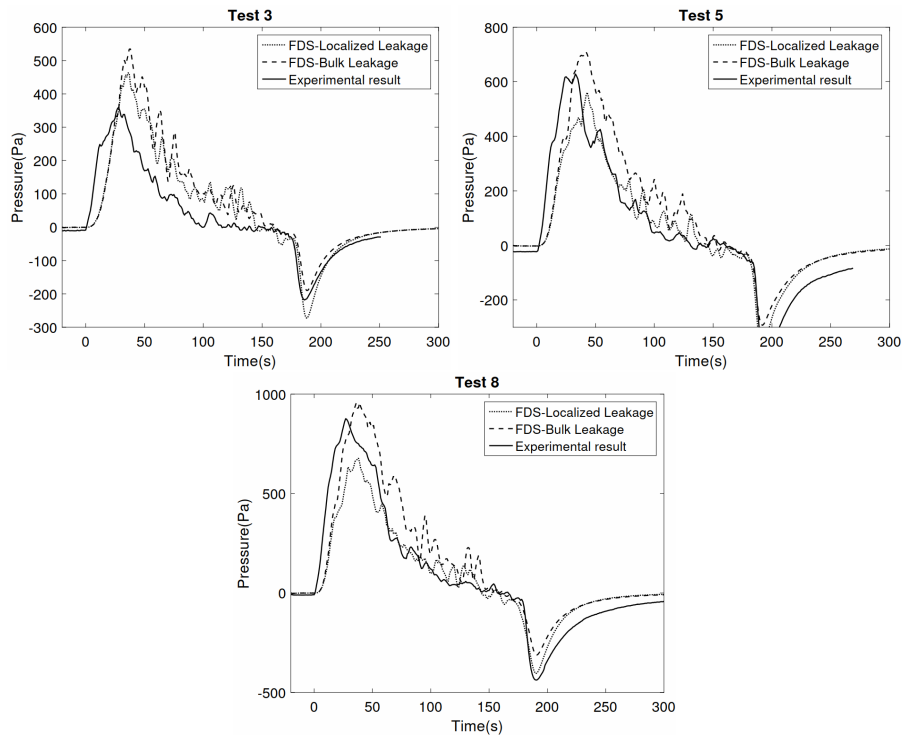 Test 3
600
500
400
300
200
100
0
-100
-200
-300
Pressure(Pa)
0 50 100 150 200 250 300
Time(s)
FDS-Localized Leakage
FDS-Bulk Leakage
Experimental result
Test 5
800
600
400
200
0
-200
Pressure(Pa)
0 50 100 150 200 250 300
Time(s)
FDS-Localized Leakage
FDS-Bulk Leakage
Experimental result
Test 8
1000
500
0
-500
Pressure(Pa)
0 50 100 150 200 250 300
Time(s)
FDS-Localized Leakage
FDS-Bulk Leakage
Experimental result